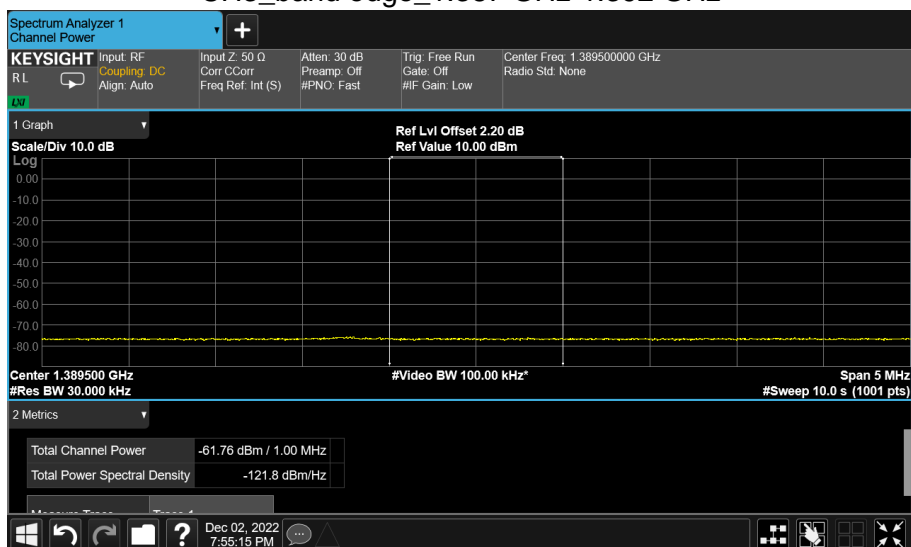 Spectrum Analyzer 1
Channel Power
KEYSIGHT
R L
LXI
Input: RF
Coupling: DC
Align: Auto
Input Z: 50 Ω
Corr CCorr
Freq Ref: Int (S)
Atten: 30 dB
Preamp: Off
#PNO: Fast
Trig: Free Run
Gate: Off
#IF Gain: Low
Center Freq: 1.389500000 GHz
Radio Std: None
1 Graph
Scale/Div 10.0 dB
Ref Lvl Offset 2.20 dB
Ref Value 10.00 dBm
Log
0.00
-10.0
-20.0
-30.0
-40.0
-50.0
-60.0
-70.0
-80.0
Center 1.389500 GHz
#Video BW 100.00 kHz*
Span 5 MHz
#Res BW 30.000 kHz
#Sweep 10.0 s (1001 pts)
2 Metrics
Total Channel Power -61.76 dBm / 1.00 MHz
Total Power Spectral Density -121.8 dBm/Hz
?
Dec 02, 2022
7:55:15 PM